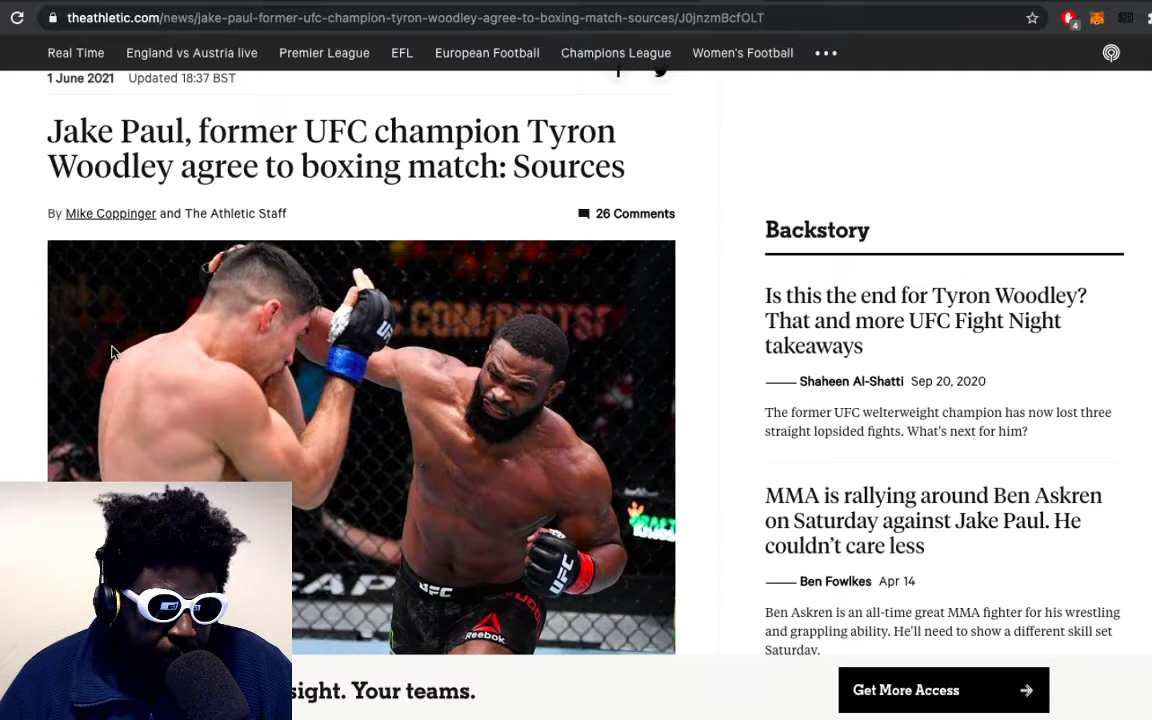 theathletic.com/news/jake-paul-former-ufc-champion-tyron-woodley-agree-to-boxing-match-sources/J0jnzmBcfOLT
4
Real Time England vs Austria live Premier League EFL European Football Champions League Women's Football •••
1 June 2021 Updated 18:37 BST
Jake Paul, former UFC champion Tyron
Woodley agree to boxing match: Sources
By Mike Coppinger and The Athletic Staff
26 Comments
UFC
UFC
UFC
Reebok
sight. Your teams.
Backstory
Is this the end for Tyron Woodley?
That and more UFC Fight Night
takeaways
Shaheen Al-Shatti Sep 20, 2020
The former UFC welterweight champion has now lost three
straight lopsided fights. What's next for him?
MMA is rallying around Ben Askren
on Saturday against Jake Paul. He
couldn't care less
Ben Fowlkes Apr 14
Ben Askren is an all-time great MMA fighter for his wrestling
and grappling ability. He'll need to show a different skill set
Saturday.
Get More Access